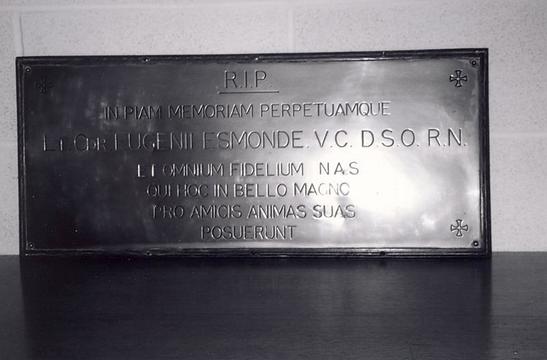 R.I.P
IN PIAM MEMORIAM PERPETUAMQUE
LT. CDR EUGENII ESMONDE. V.C. D.S.O. R.N.
ET OMNIUM FIDELIUM N.A.S
QUI HOC IN BELLO MAGNO
PRO AMICIS ANIMAS SUAS
POSUERUNT